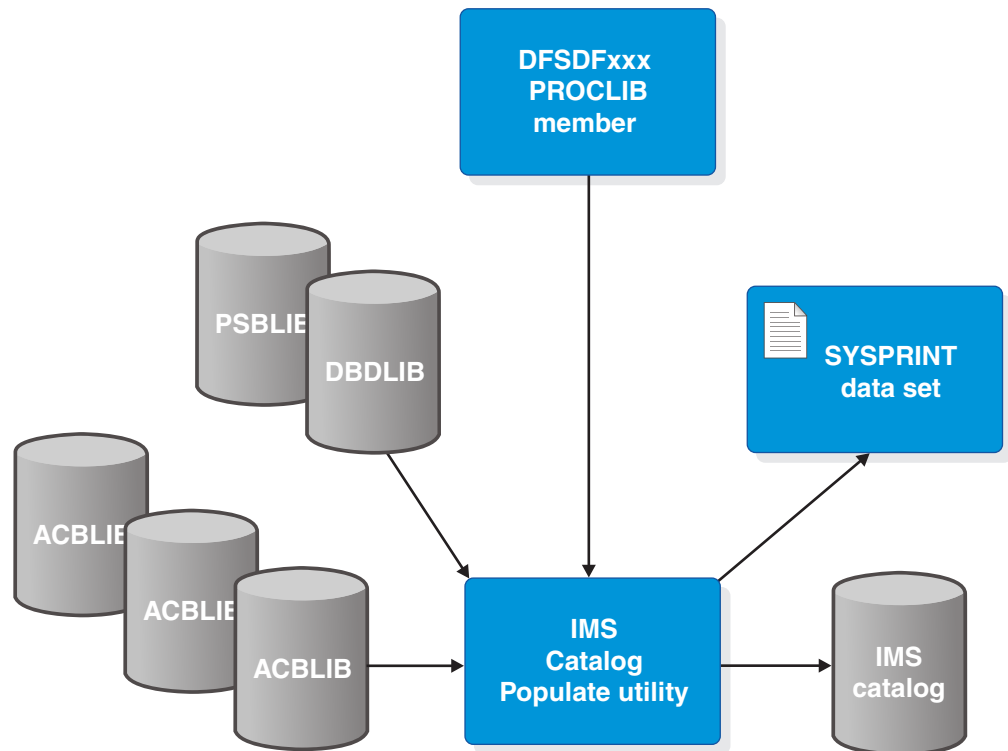 DFSDFxxx
PROCLIB
member
PSBLIB
DBDLIB
SYSPRINT
data set
ACBLIB
ACBLIB
ACBLIB
IMS
Catalog
Populate utility
IMS
catalog